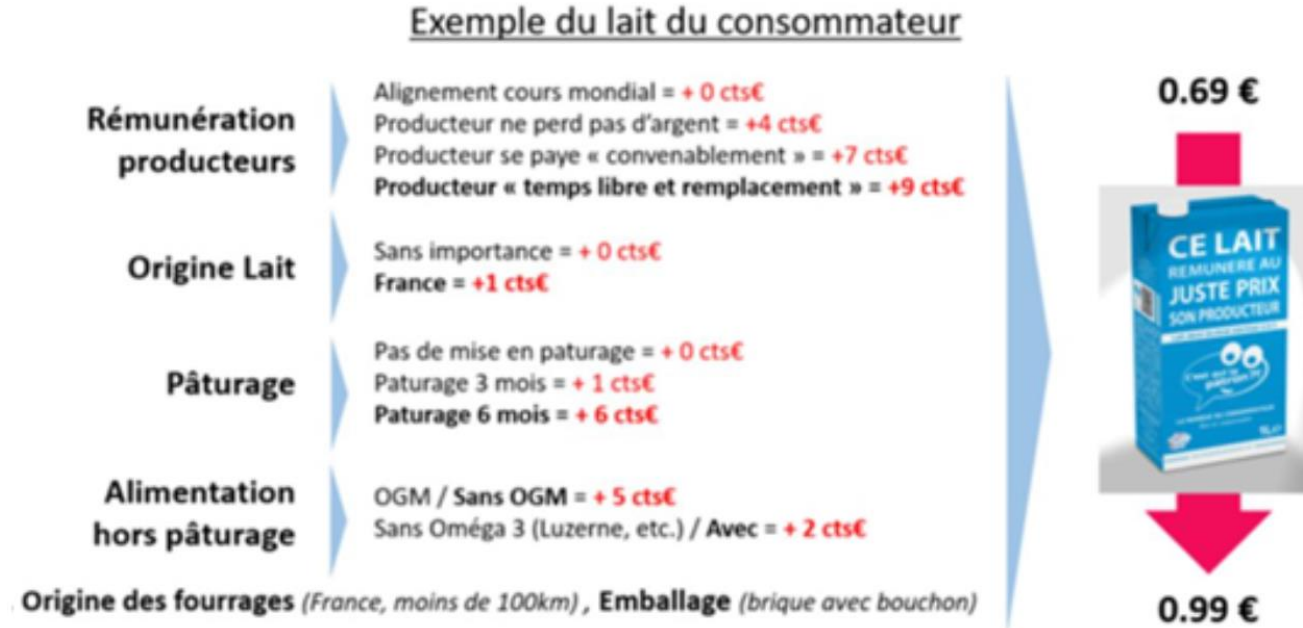 Exemple du lait du consommateur
Rémunération
producteurs
Alignement cours mondial = + 0 cts€
Producteur ne perd pas d'argent = +4 cts€
Producteur se paye « convenablement » = +7 cts€
Producteur « temps libre et remplacement » = +9 cts€
Origine Lait
Sans importance = + 0 cts€
France = +1 cts€
Pâturage
Pas de mise en paturage = + 0 cts€
Paturage 3 mois = + 1 cts€
Paturage 6 mois = + 6 cts€
Alimentation
hors pâturage
OGM / Sans OGM = + 5 cts€
Sans Oméga 3 (Luzerne, etc.) / Avec = + 2 cts€
Origine des fourrages (France, moins de 100km) , Emballage (brique avec bouchon)
0.69 €
CE LAIT
REMUNERE AU
JUSTE PRIX
SON PRODUCTEUR
C'est qui le
patron
0.99 €